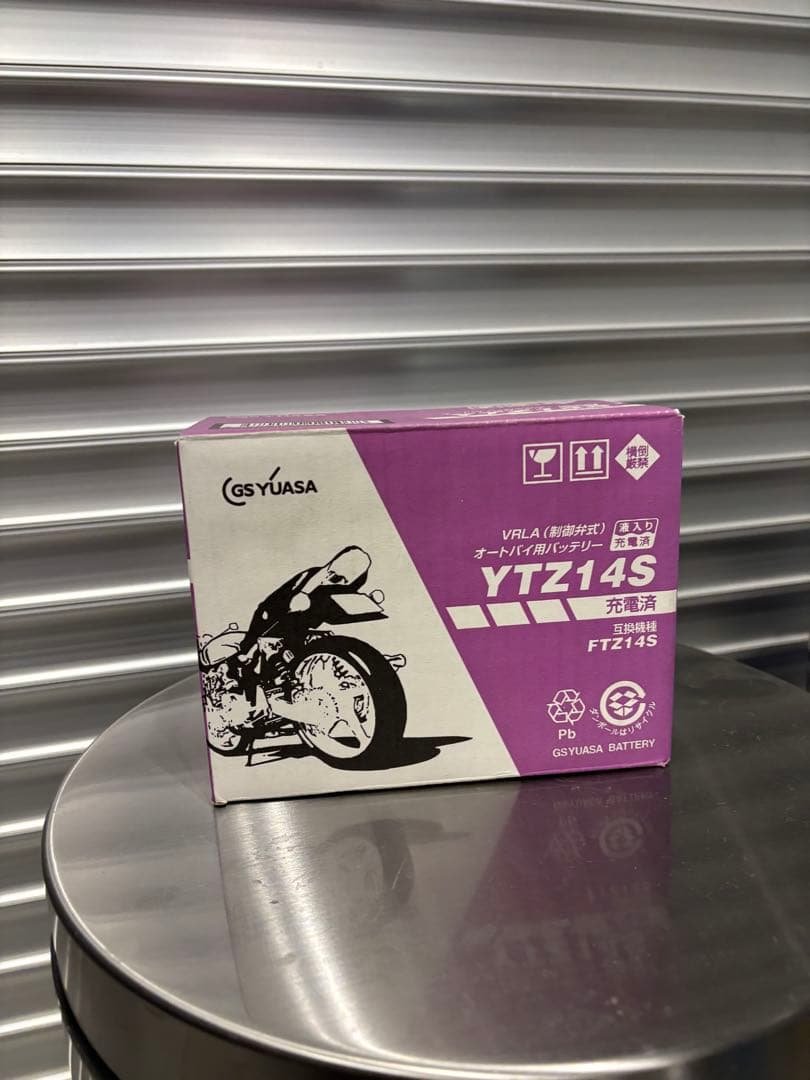 GS YUASA
横倒
厳禁
VRLA（制御弁式）
オートバイ用バッテリー
液入り
充電済
YTZ14S
充電済
互換機種
FTZ14S
Pb
ダンボールはリサイクル
GSYUASA BATTERY